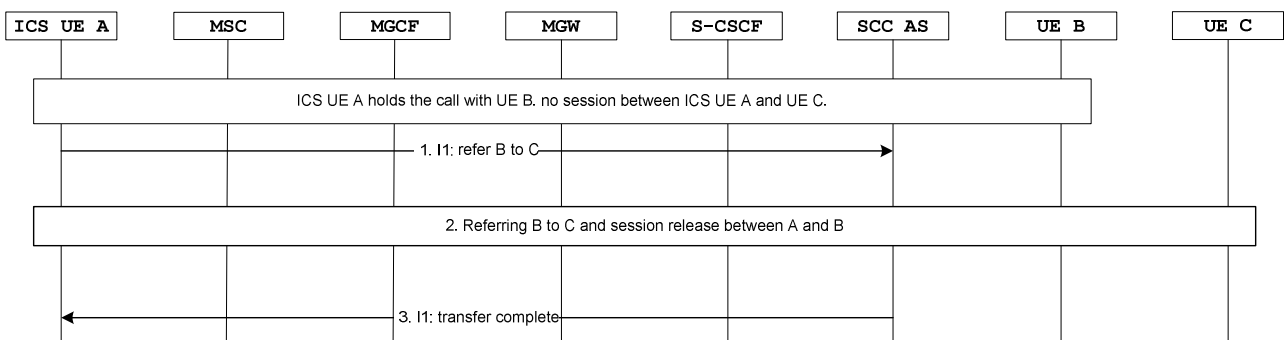 ICS UE A
MSC
MGCF
MGW
S-CSCF
SCC AS
UE B
UE C
ICS UE A holds the call with UE B. no session between ICS UE A and UE C.
1. I1: refer B to C
2. Referring B to C and session release between A and B
3. I1: transfer complete